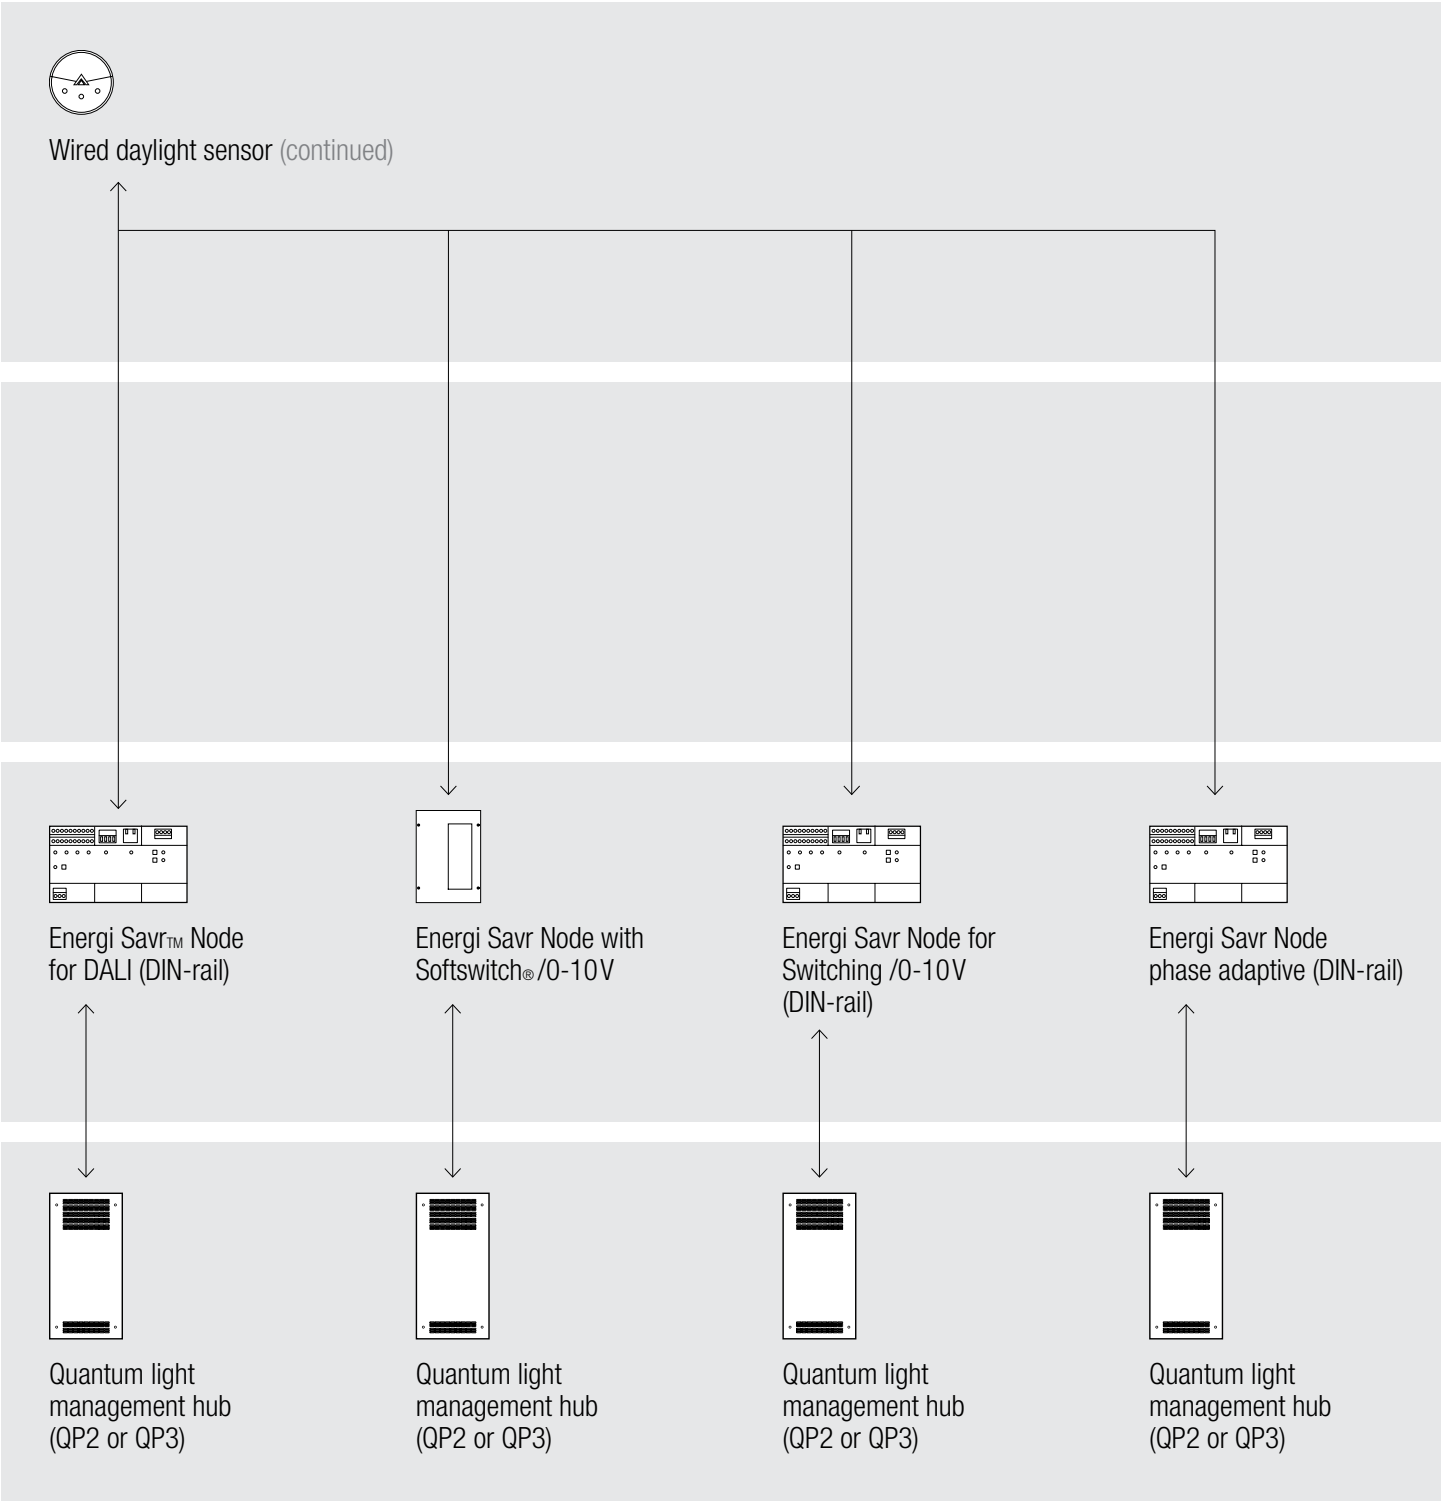 Wired daylight sensor (continued)
Energi Savr™ Node
for DALI (DIN-rail)
Energi Savr Node with
Softswitch® /0-10V
Energi Savr Node for
Switching /0-10V
(DIN-rail)
Energi Savr Node
phase adaptive (DIN-rail)
Quantum light
management hub
(QP2 or QP3)
Quantum light
management hub
(QP2 or QP3)
Quantum light
management hub
(QP2 or QP3)
Quantum light
management hub
(QP2 or QP3)